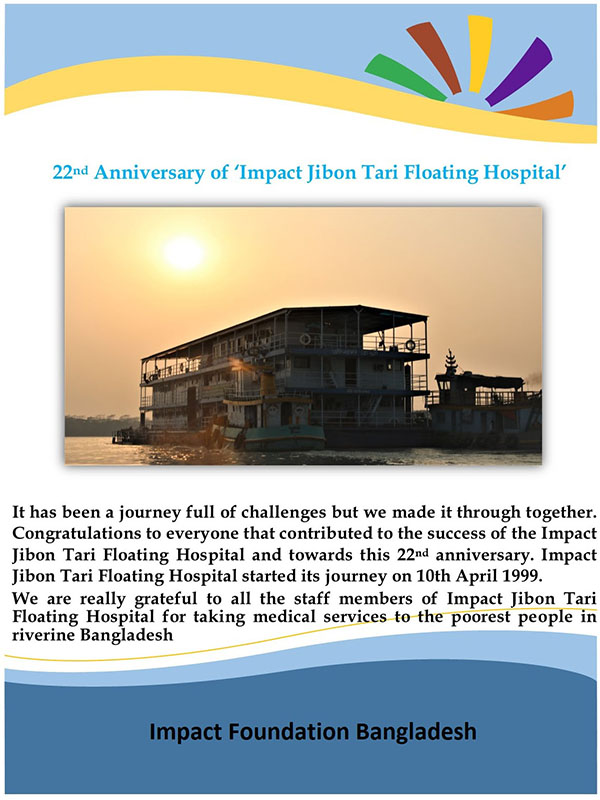 22nd Anniversary of ‘Impact Jibon Tari Floating Hospital’
It has been a journey full of challenges but we made it through together.
Congratulations to everyone that contributed to the success of the Impact
Jibon Tari Floating Hospital and towards this 22nd anniversary. Impact
Jibon Tari Floating Hospital started its journey on 10th April 1999.
We are really grateful to all the staff members of Impact Jibon Tari
Floating Hospital for taking medical services to the poorest people in
riverine Bangladesh
Impact Foundation Bangladesh